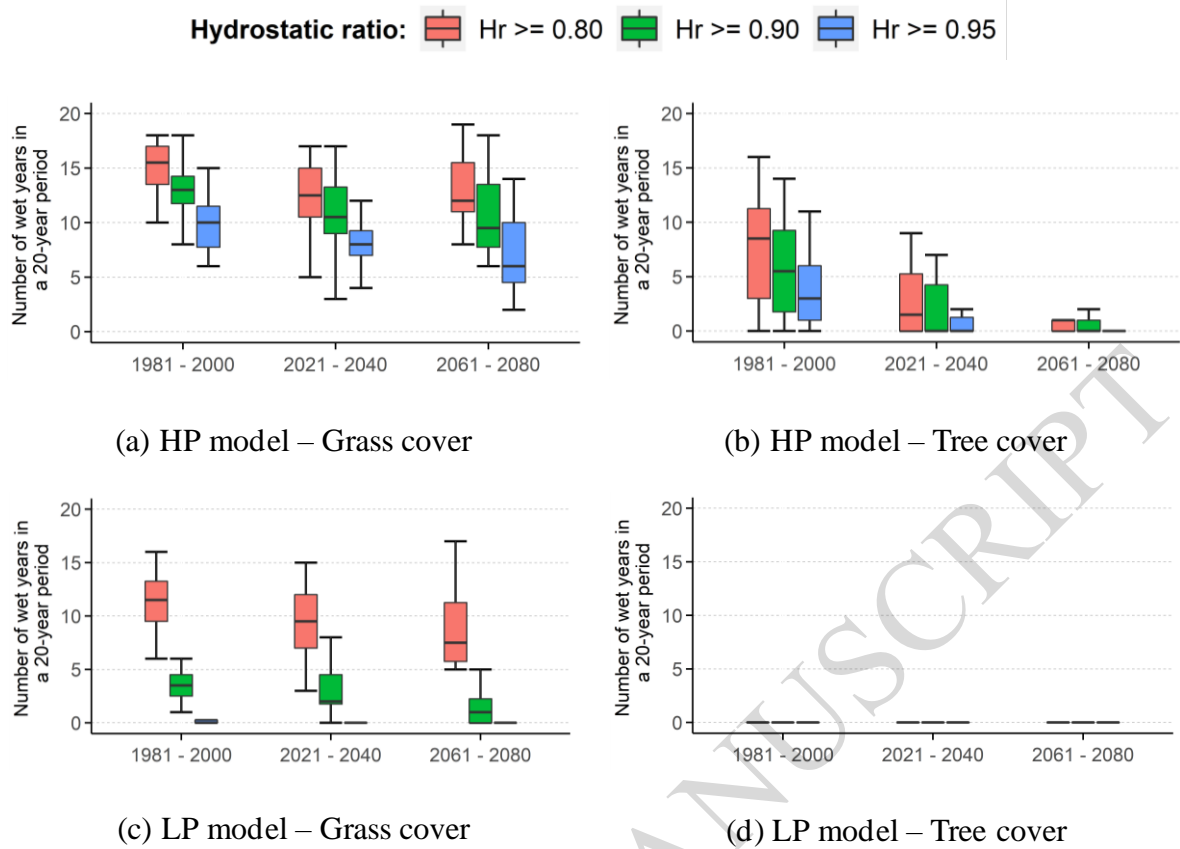 Hydrostatic ratio: Hr >= 0.80 Hr >= 0.90 Hr >= 0.95
Number of wet years in
a 20-year period
20
15
10
5
0
1981 - 2000 2021 - 2040 2061 - 2080
(a) HP model – Grass cover
Number of wet years in
a 20-year period
20
15
10
5
0
1981 - 2000 2021 - 2040 2061 - 2080
(b) HP model – Tree cover
Number of wet years in
a 20-year period
20
15
10
5
0
1981 - 2000 2021 - 2040 2061 - 2080
(c) LP model – Grass cover
Number of wet years in
a 20-year period
20
15
10
5
0
1981 - 2000 2021 - 2040 2061 - 2080
(d) LP model – Tree cover
ANUSCRIPT